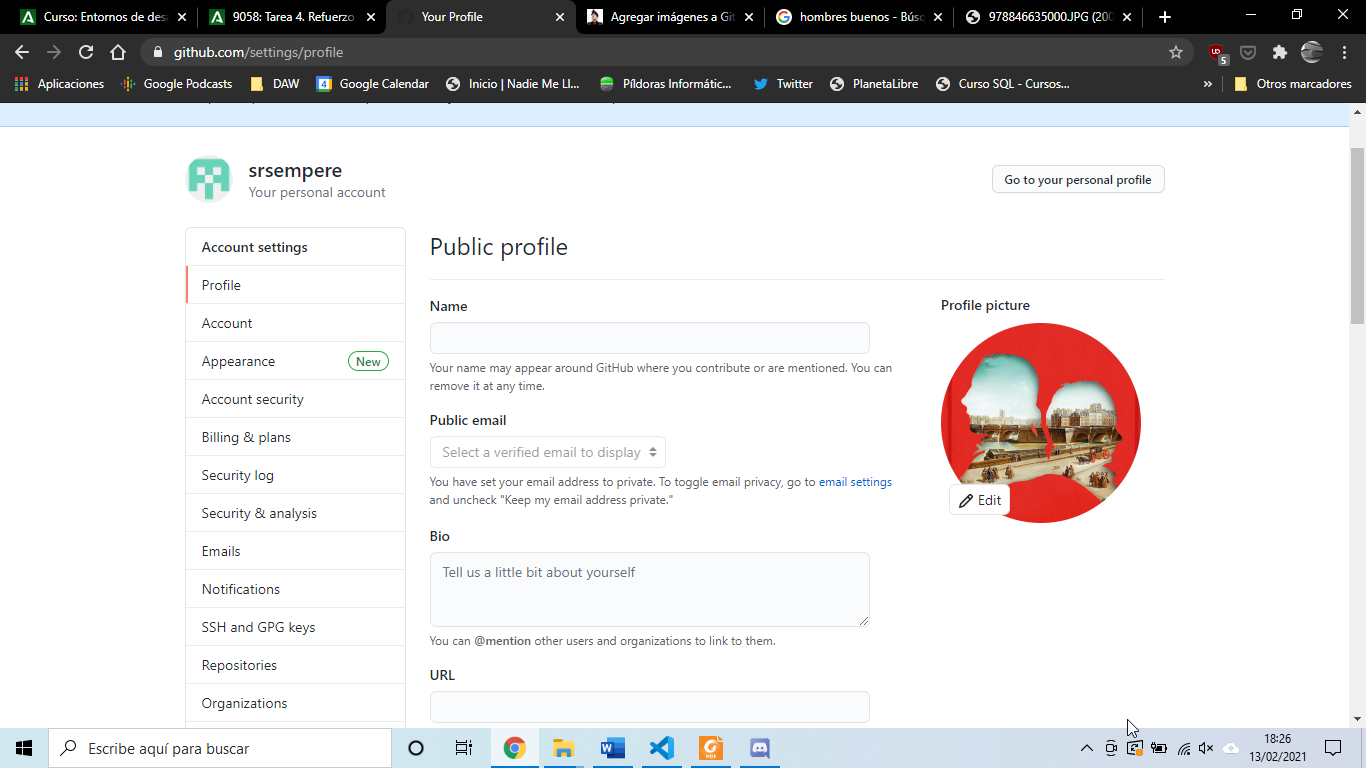 Curso: Entornos de desa
9058: Tarea 4. Refuerzo
Your Profile
Agregar imágenes a Git
hombres buenos - Búsq
978846635000.JPG (200
github.com/settings/profile
5
Aplicaciones
Google Podcasts
DAW
4
Google Calendar
Inicio | Nadie Me Ll...
Píldoras Informátic...
Twitter
PlanetaLibre
Curso SQL - Cursos...
»
Otros marcadores
srsempere
Your personal account
Go to your personal profile
Account settings
Profile
Account
Appearance
New
Account security
Billing & plans
Security log
Security & analysis
Emails
Notifications
SSH and GPG keys
Repositories
Organizations
Public profile
Name
Your name may appear around GitHub where you contribute or are mentioned. You can
remove it at any time.
Public email
Select a verified email to display
You have set your email address to private. To toggle email privacy, go to email settings
and uncheck "Keep my email address private."
Bio
Tell us a little bit about yourself
You can @mention other users and organizations to link to them.
URL
Profile picture
Edit
Escribe aquí para buscar
18:26
13/02/2021